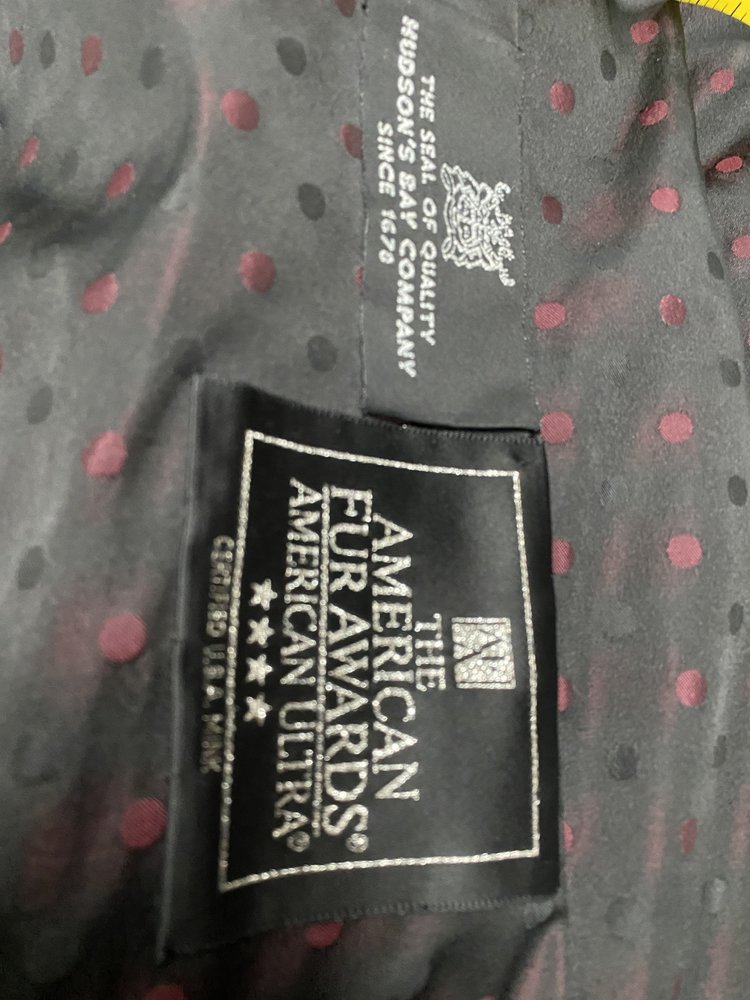 THE SEAL OF QUALITY
HUDSON'S BAY COMPANY
SINCE 1670
THE
AMERICAN
FUR AWARDS®
AMERICAN ULTRA®
CERTIFIED U.S.A. MINK